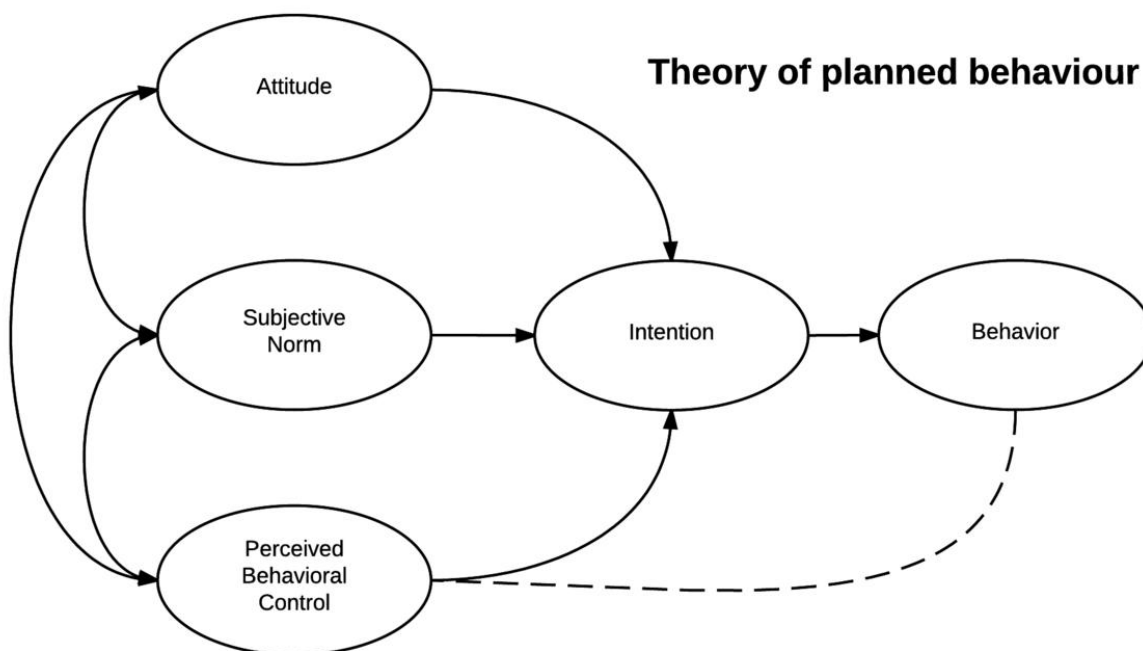 Theory of planned behaviour
Attitude
Subjective
Norm
Intention
Behavior
Perceived
Behavioral
Control